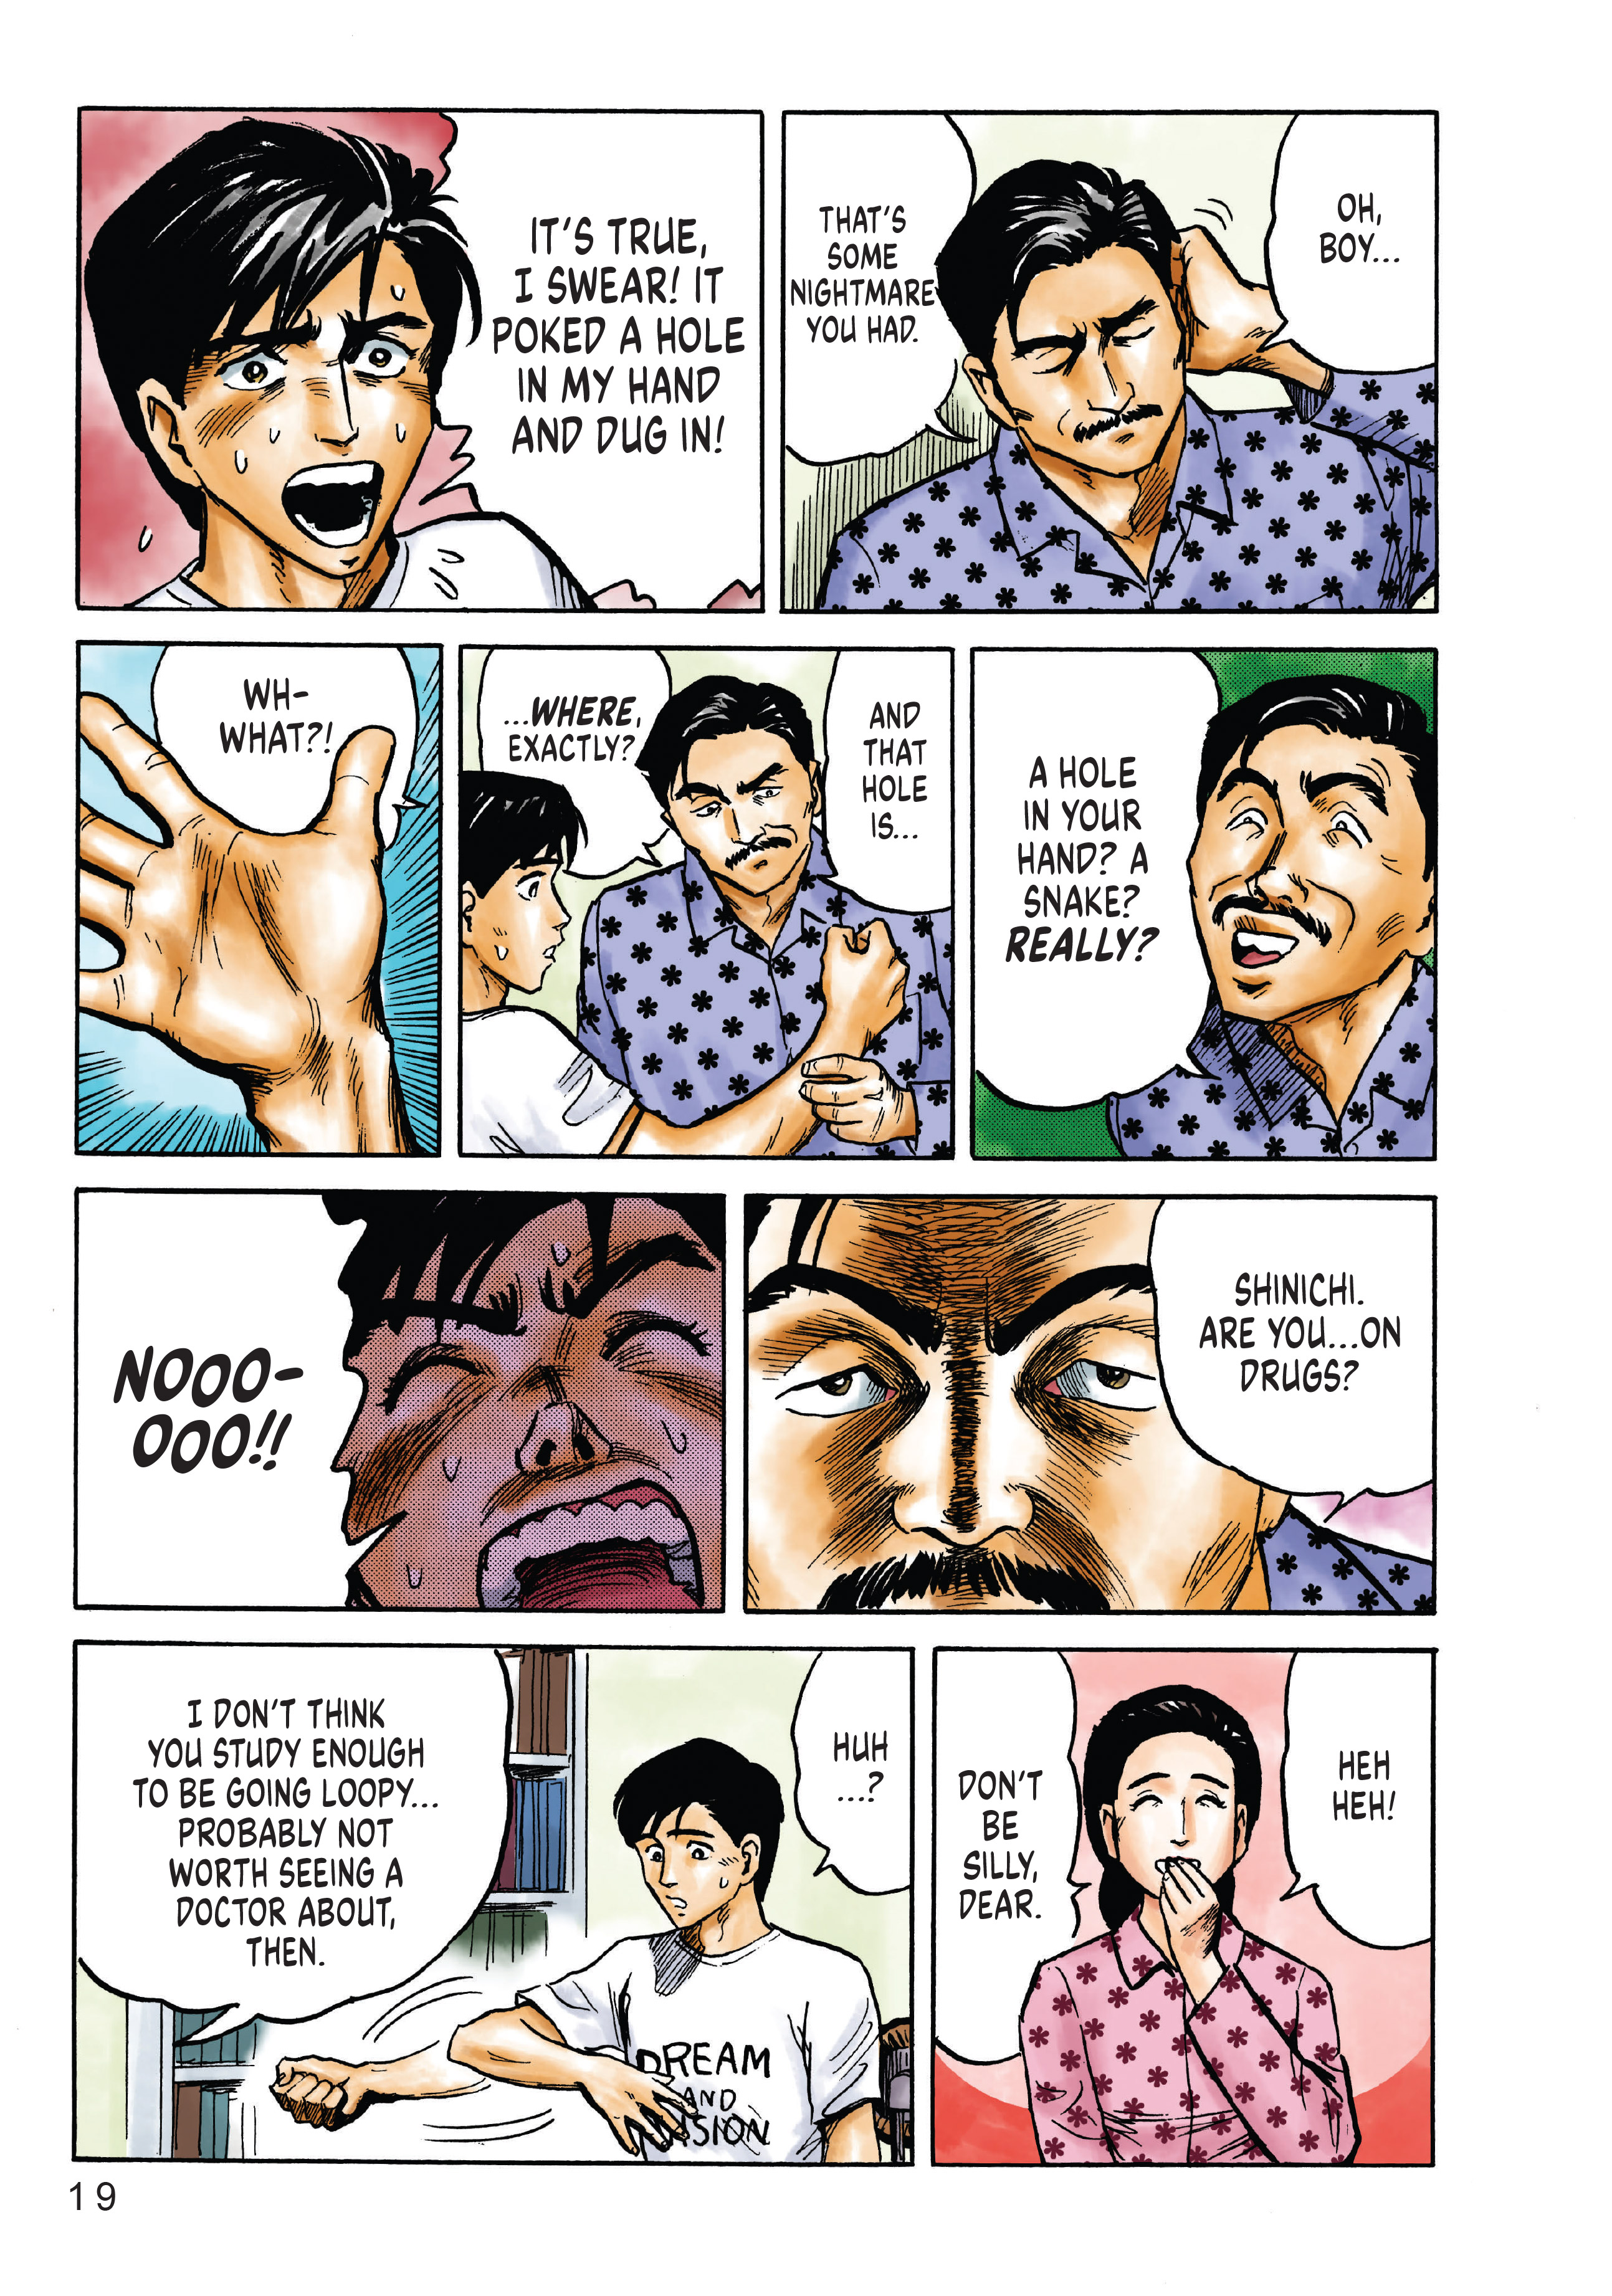 OH,
BOY...
THAT'S
SOME
NIGHTMARE
YOU HAD.
IT'S TRUE,
I SWEAR! IT
POKED A HOLE
IN MY HAND
AND DUG IN!
A HOLE
IN YOUR
HAND? A
SNAKE?
REALLY?
AND
THAT
HOLE
IS...
...WHERE,
EXACTLY?
WH-
WHAT?!
SHINICHI.
ARE YOU...ON
DRUGS?
NOOO-
OOO!!
HEH
HEH!
DON'T
BE
SILLY,
DEAR.
HUH
...?
I DON'T THINK
YOU STUDY ENOUGH
TO BE GOING LOOPY...
PROBABLY NOT
WORTH SEEING A
DOCTOR ABOUT,
THEN.
DREAM
AND
19